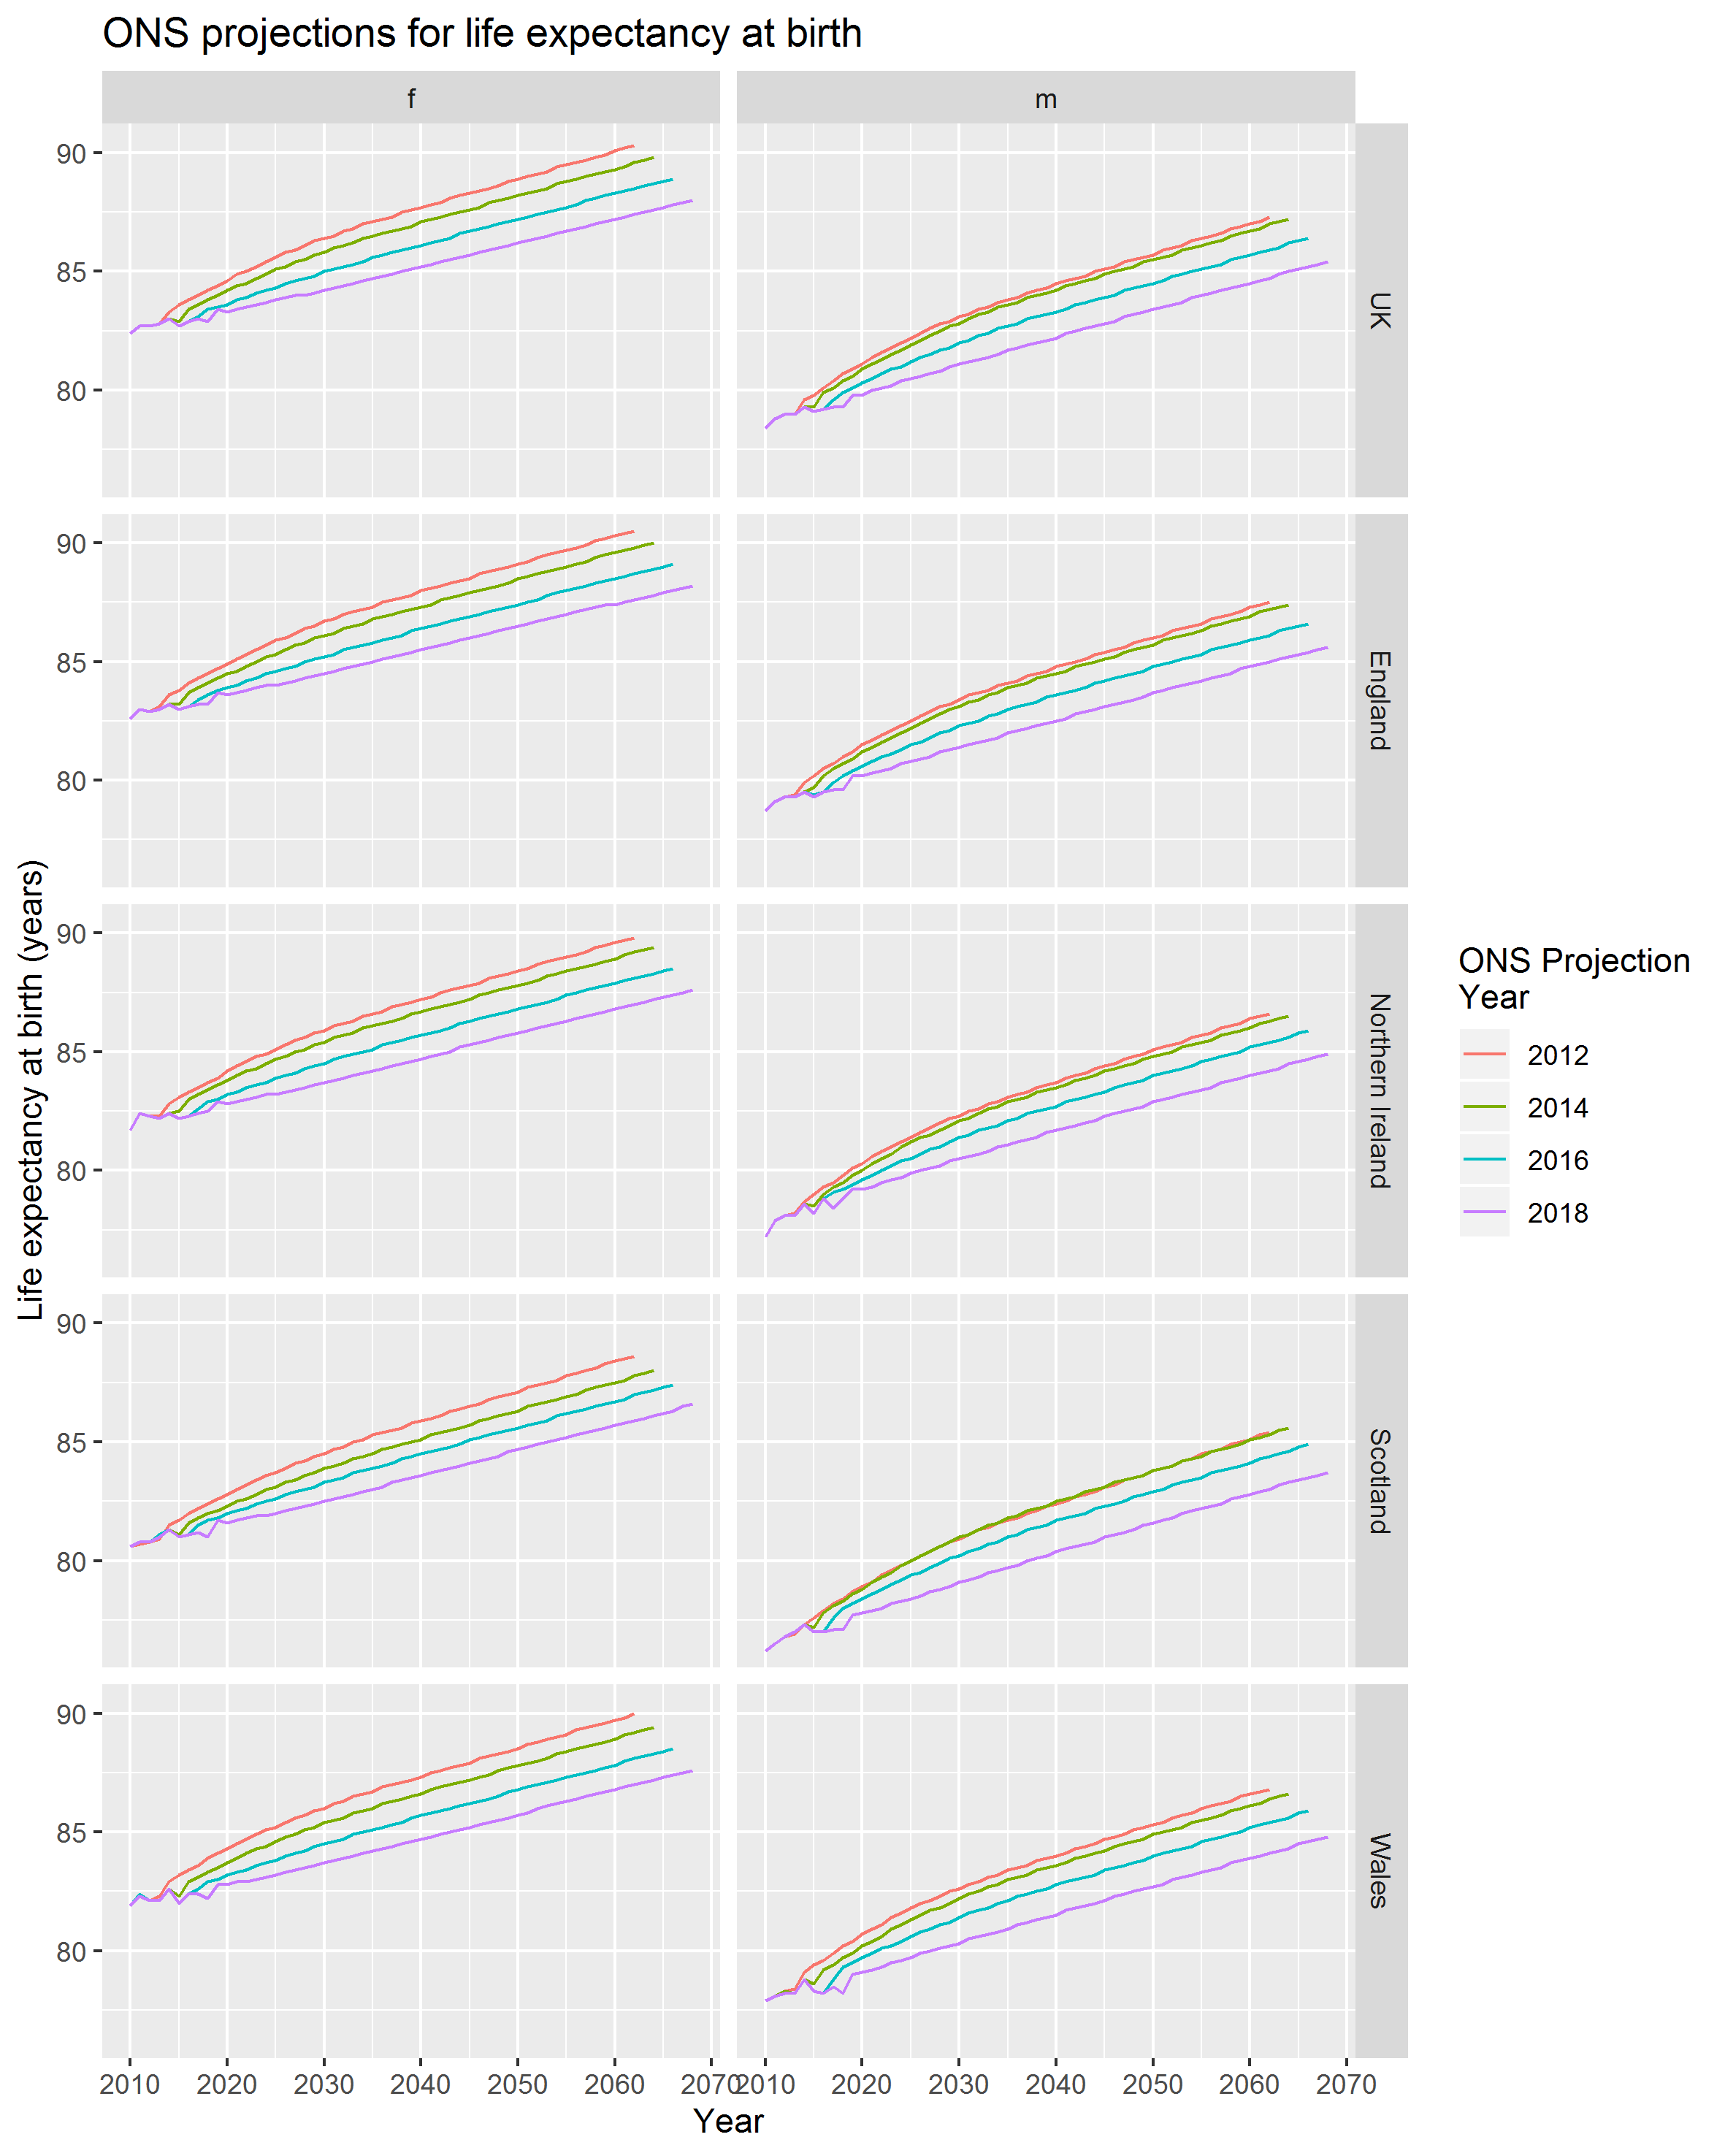 ONS projections for life expectancy at birth
f
m
90
85
80
UK
90
85
80
England
90
85
80
Northern Ireland
90
85
80
Scotland
90
85
80
Wales
2010 2020 2030 2040 2050 2060 2070
2010 2020 2030 2040 2050 2060 2070
Year
Life expectancy at birth (years)
ONS Projection
Year
2012
2014
2016
2018